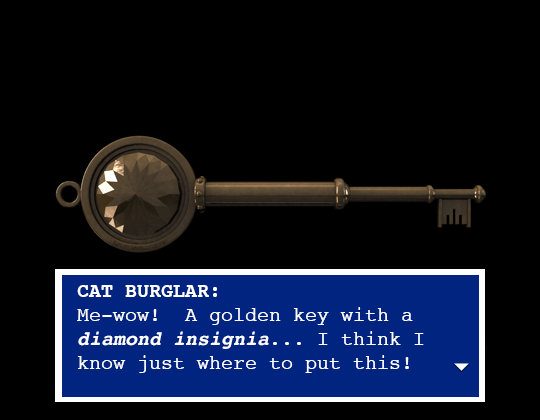 CAT BURGLAR:
Me-wow!  A golden key with a
diamond insignia... I think I
know just where to put this!